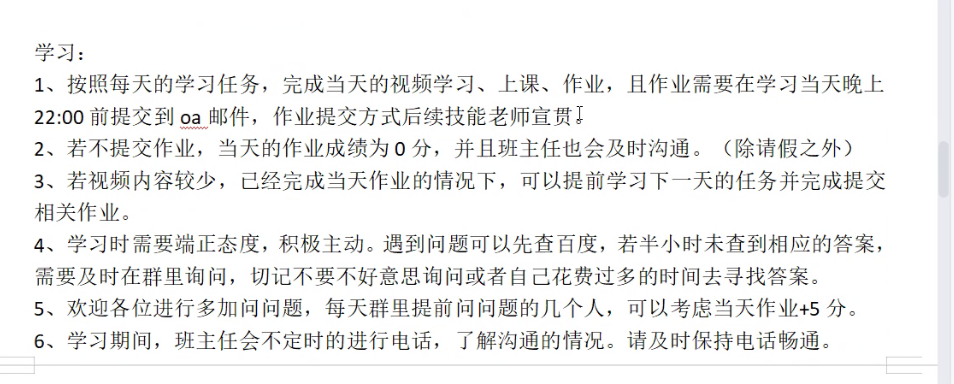 学习：
1、按照每天的学习任务，完成当天的视频学习、上课、作业，且作业需要在学习当天晚上
22:00 前提交到 oa 邮件，作业提交方式后续技能老师宣贯。
2、若不提交作业，当天的作业成绩为 0 分，并且班主任也会及时沟通。（除请假之外）
3、若视频内容较少，已经完成当天作业的情况下，可以提前学习下一天的任务并完成提交
相关作业。
4、学习时需要端正态度，积极主动。遇到问题可以先查百度，若半小时未查到相应的答案，
需要及时在群里询问，切记不要不好意思询问或者自己花费过多的时间去寻找答案。
5、欢迎各位进行多加问问题，每天群里提前问问题的几个人，可以考虑当天作业+5 分。
6、学习期间，班主任会不定时的进行电话，了解沟通的情况。请及时保持电话畅通。